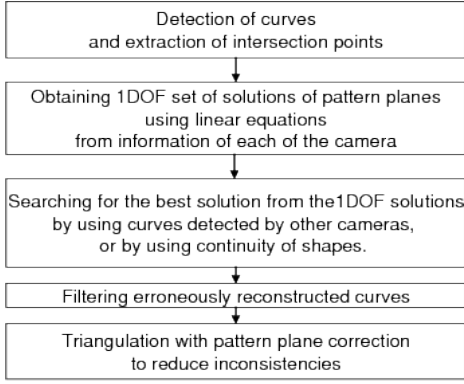 Detection of curves
and extraction of intersection points
Obtaining 1DOF set of solutions of pattern planes
using linear equations
from information of each of the camera
Searching for the best solution from the1DOF solutions
by using curves detected by other cameras,
or by using continuity of shapes.
Filtering erroneously reconstructed curves
Triangulation with pattern plane correction
to reduce inconsistencies